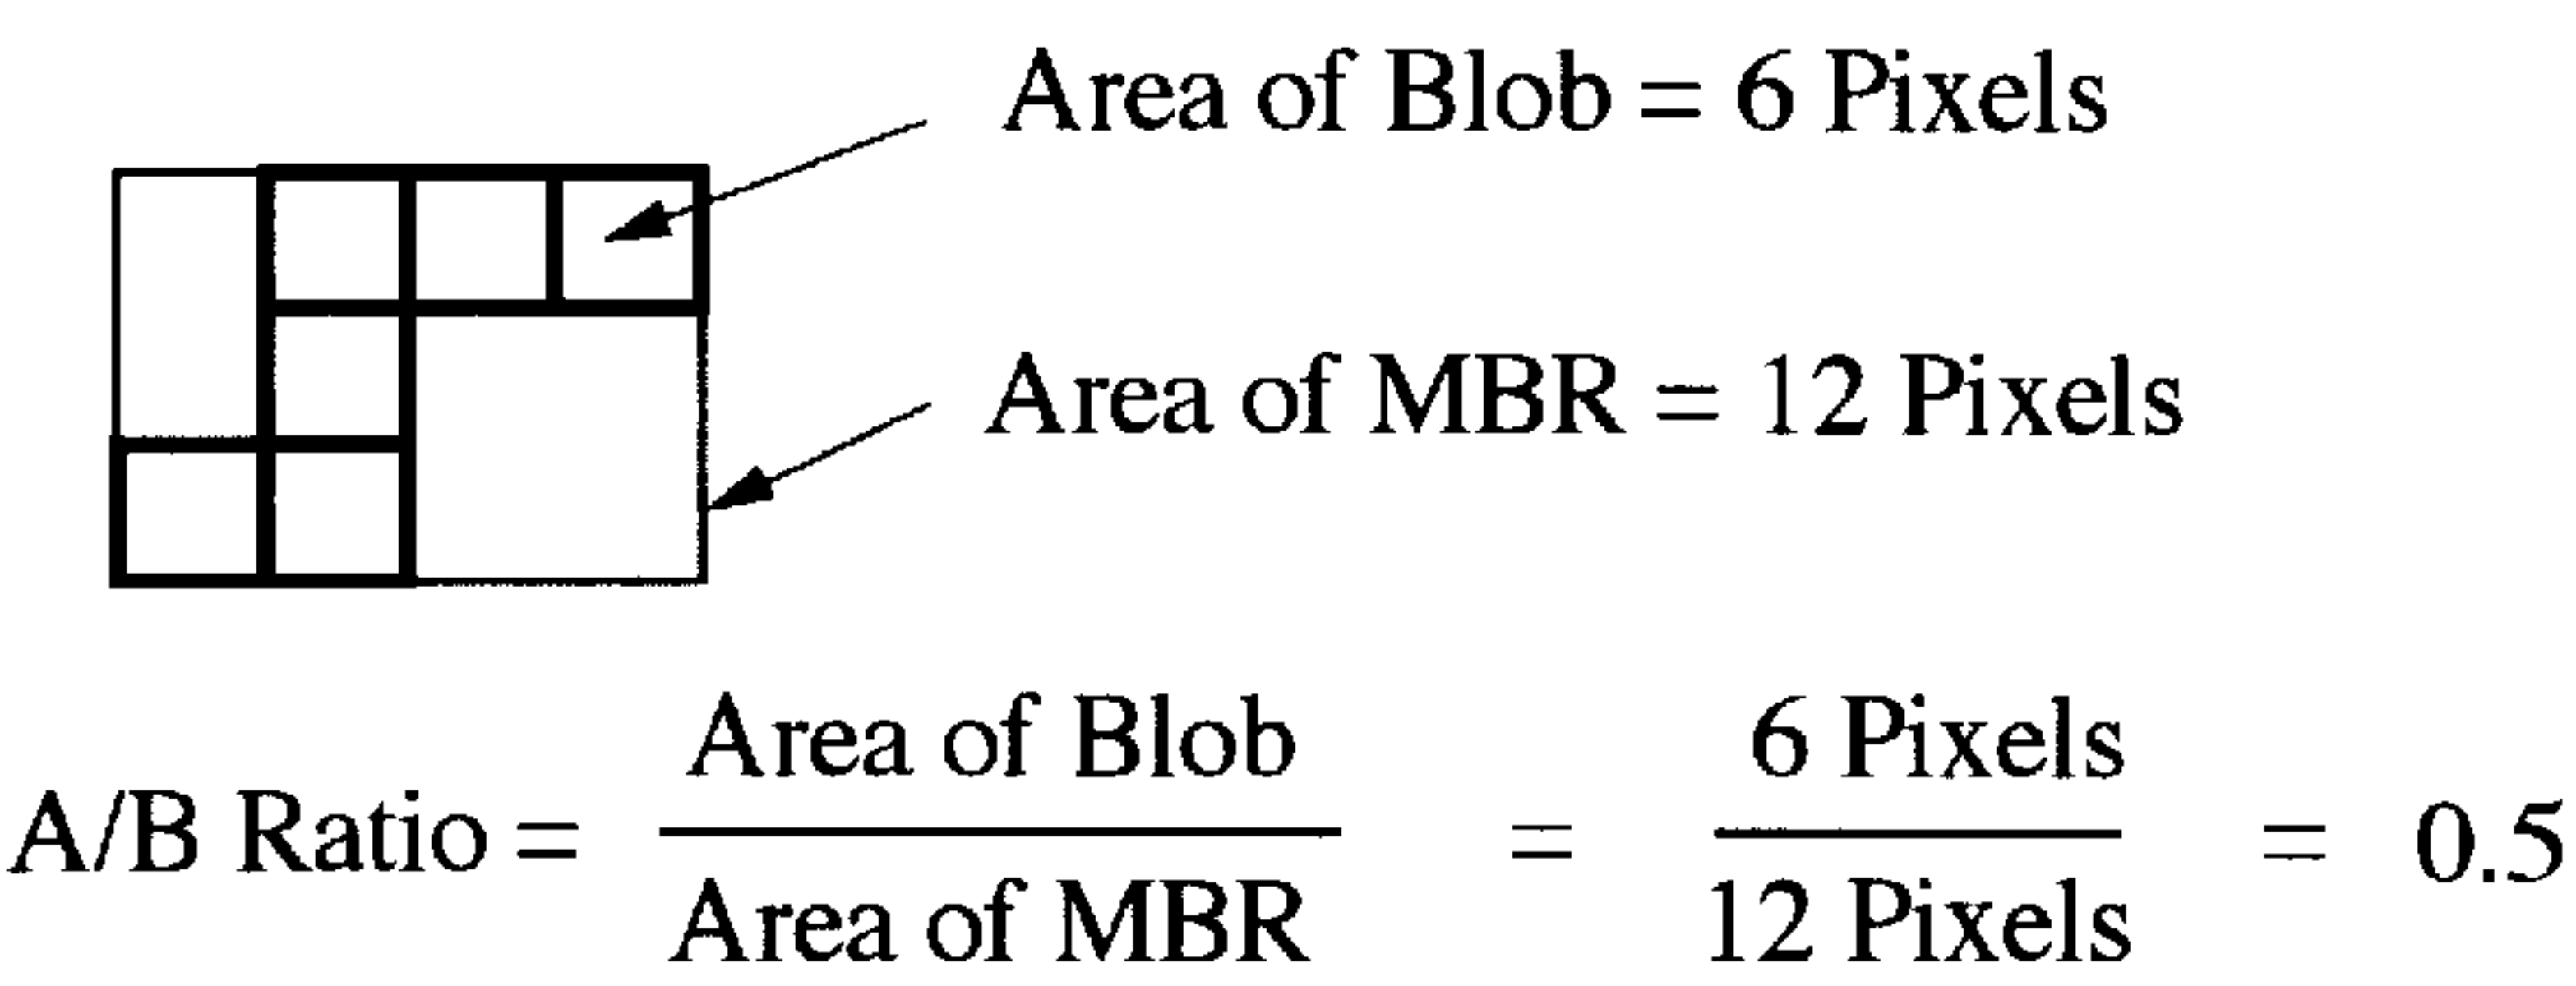 Area of Blob = 6 Pixels
Area of MBR = 12 Pixels
A/B Ratio = Area of Blob / Area of MBR = 6 Pixels / 12 Pixels = 0.5